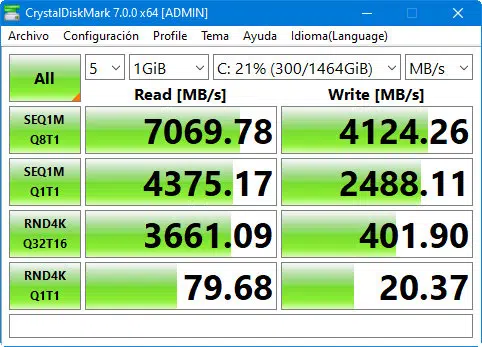 CrystalDiskMark 7.0.0 x64 [ADMIN]
Archivo Configuración Profile Tema Ayuda Idioma(Language)
All 5 1GiB C: 21% (300/1464GiB) MB/s
Read [MB/s] Write [MB/s]
SEQ1M
Q8T1 7069.78 4124.26
SEQ1M
Q1T1 4375.17 2488.11
RND4K
Q32T16 3661.09 401.90
RND4K
Q1T1 79.68 20.37